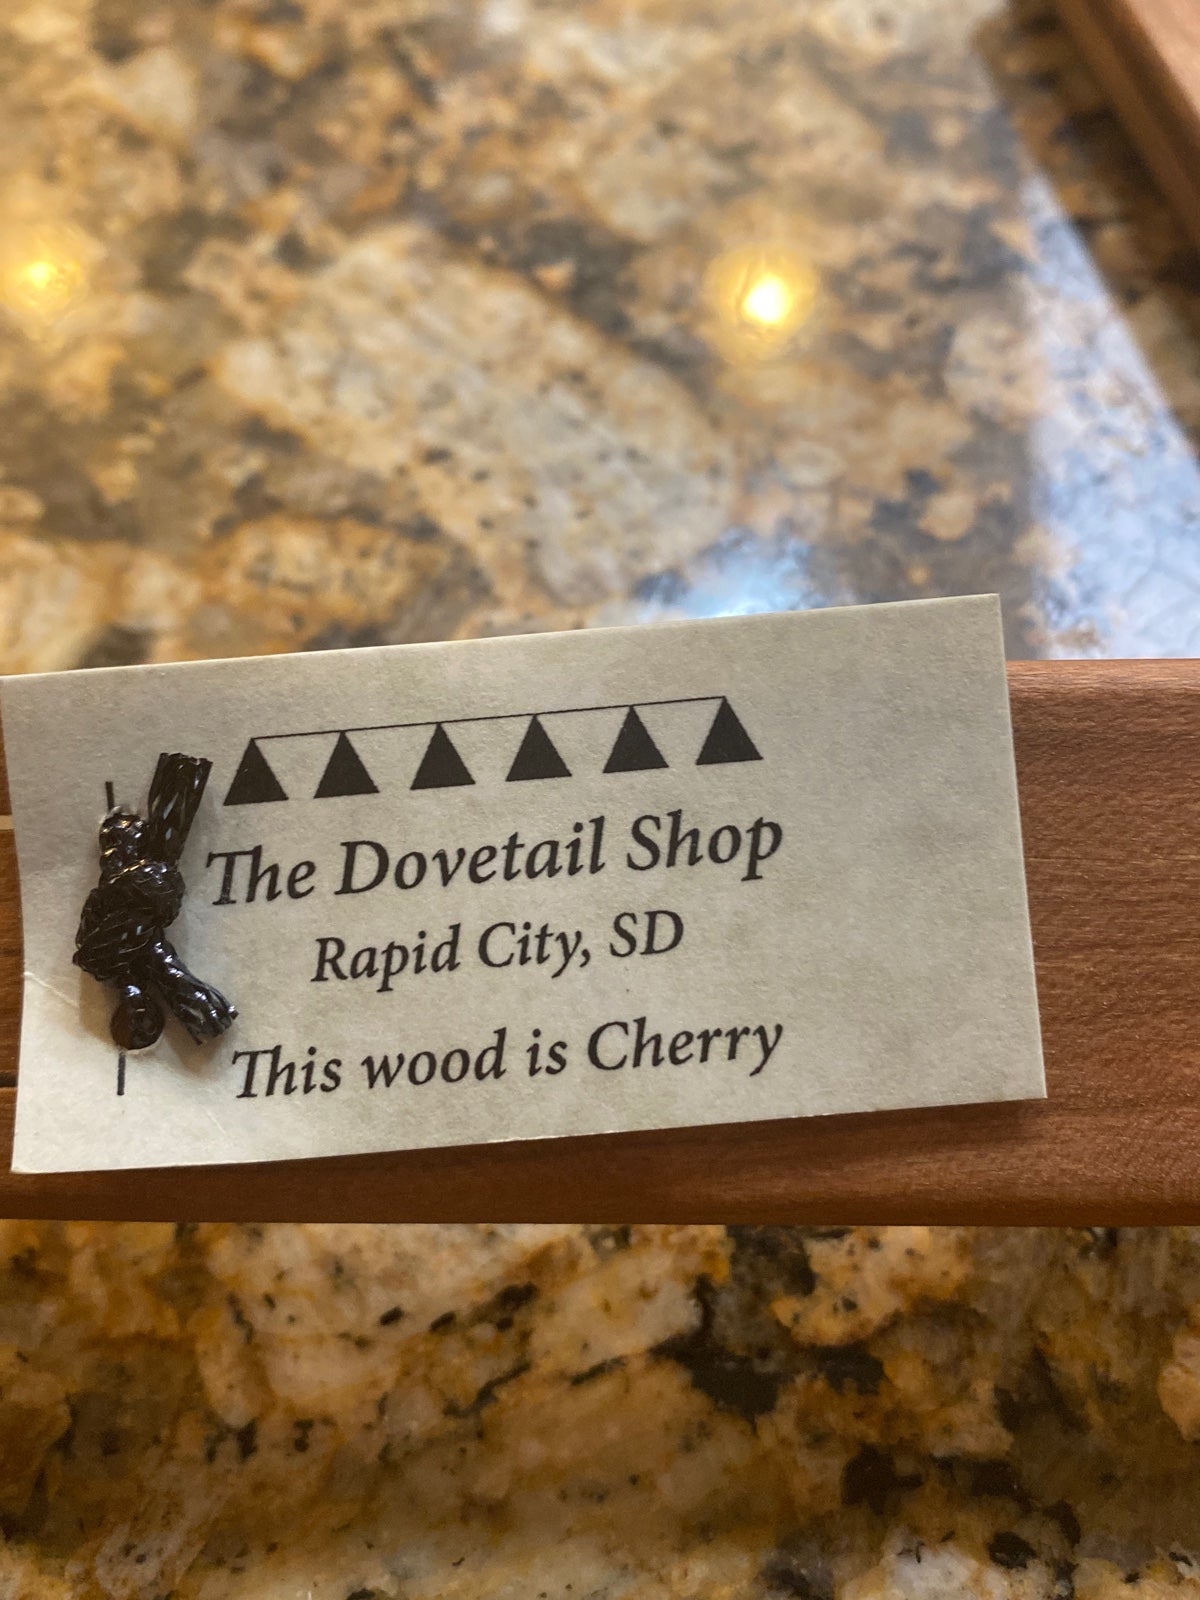 The Dovetail Shop
Rapid City, SD
This wood is Cherry